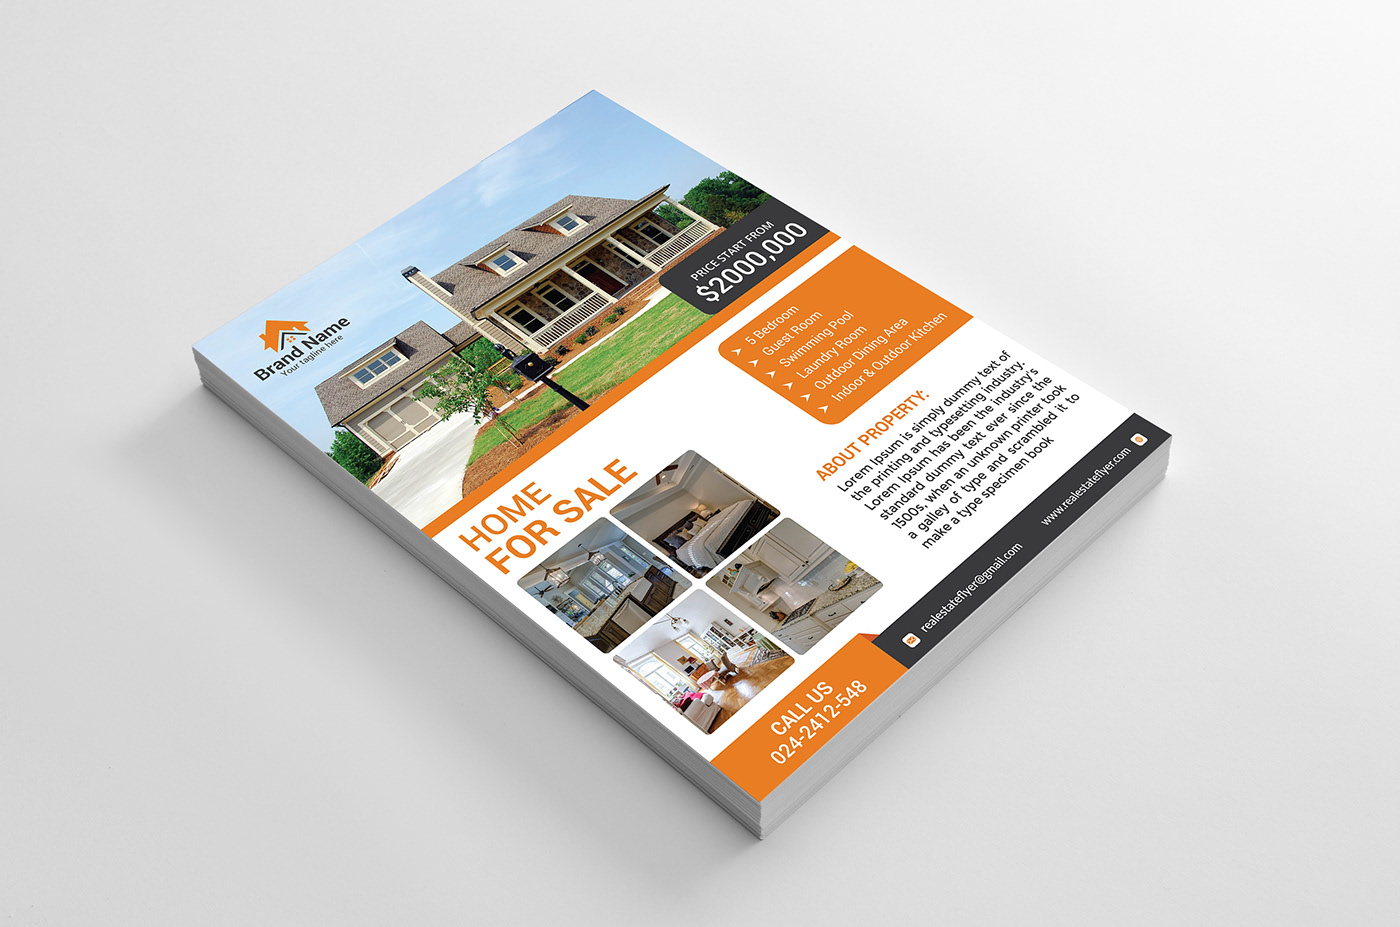 Brand Name
Your tagline here
PRICE START FROM
$2000,000
HOME
FOR SALE
5 Bedroom
Guest Room
Swimming Pool
Laundry Room
Outdoor Dining Area
Indoor & Outdoor Kitchen
ABOUT PROPERTY:
Lorem Ipsum is simply dummy text of
the printing and typesetting industry.
Lorem Ipsum has been the industry's
standard dummy text ever since the
1500s, when an unknown printer took
a galley of type and scrambled it to
make a type specimen book
CALL US
024-2412-548
realestateflyer@gmail.com
www.realestateflyer.com